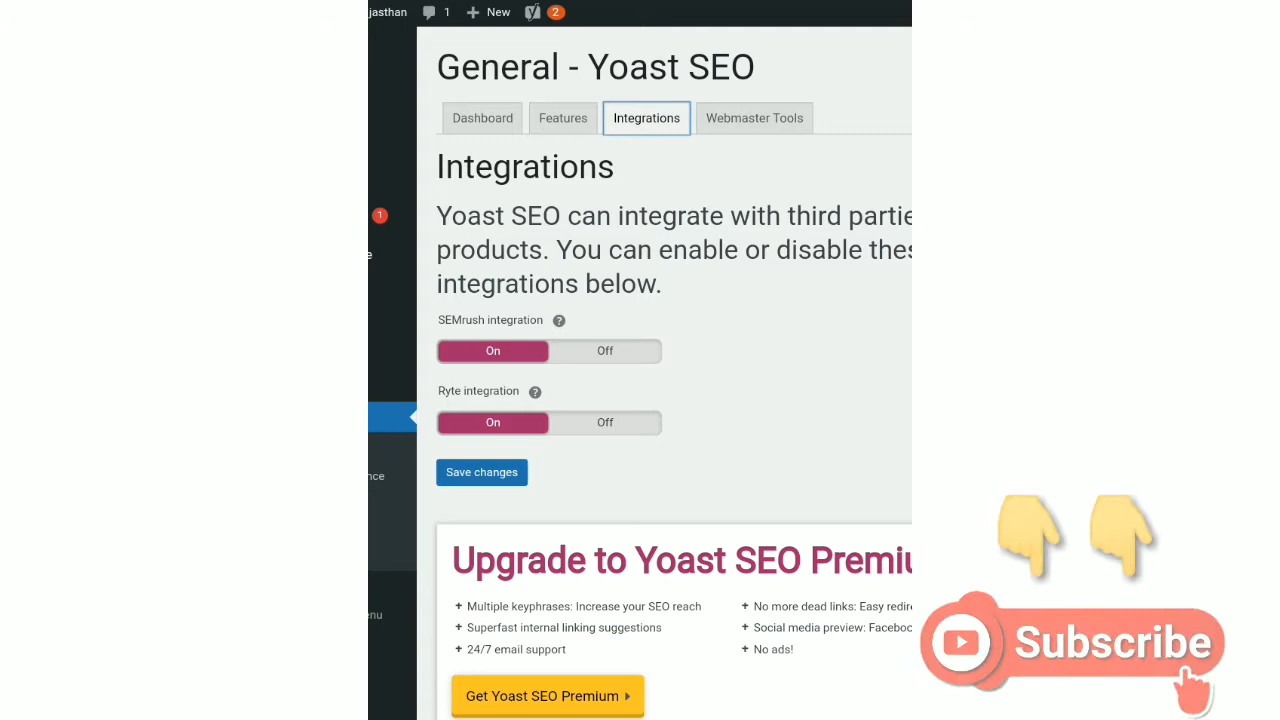 jasthan 1 New 2
General - Yoast SEO
Dashboard Features Integrations Webmaster Tools
Integrations
1
Yoast SEO can integrate with third partie
products. You can enable or disable thes
e
integrations below.
SEMrush integration ?
On Off
Ryte integration ?
On Off
Save changes
nce
Upgrade to Yoast SEO Premiu
+ Multiple keyphrases: Increase your SEO reach
+ No more dead links: Easy redire
enu
+ Superfast internal linking suggestions
+ Social media preview: Faceboo
+ 24/7 email support
+ No ads!
Get Yoast SEO Premium
Subscribe